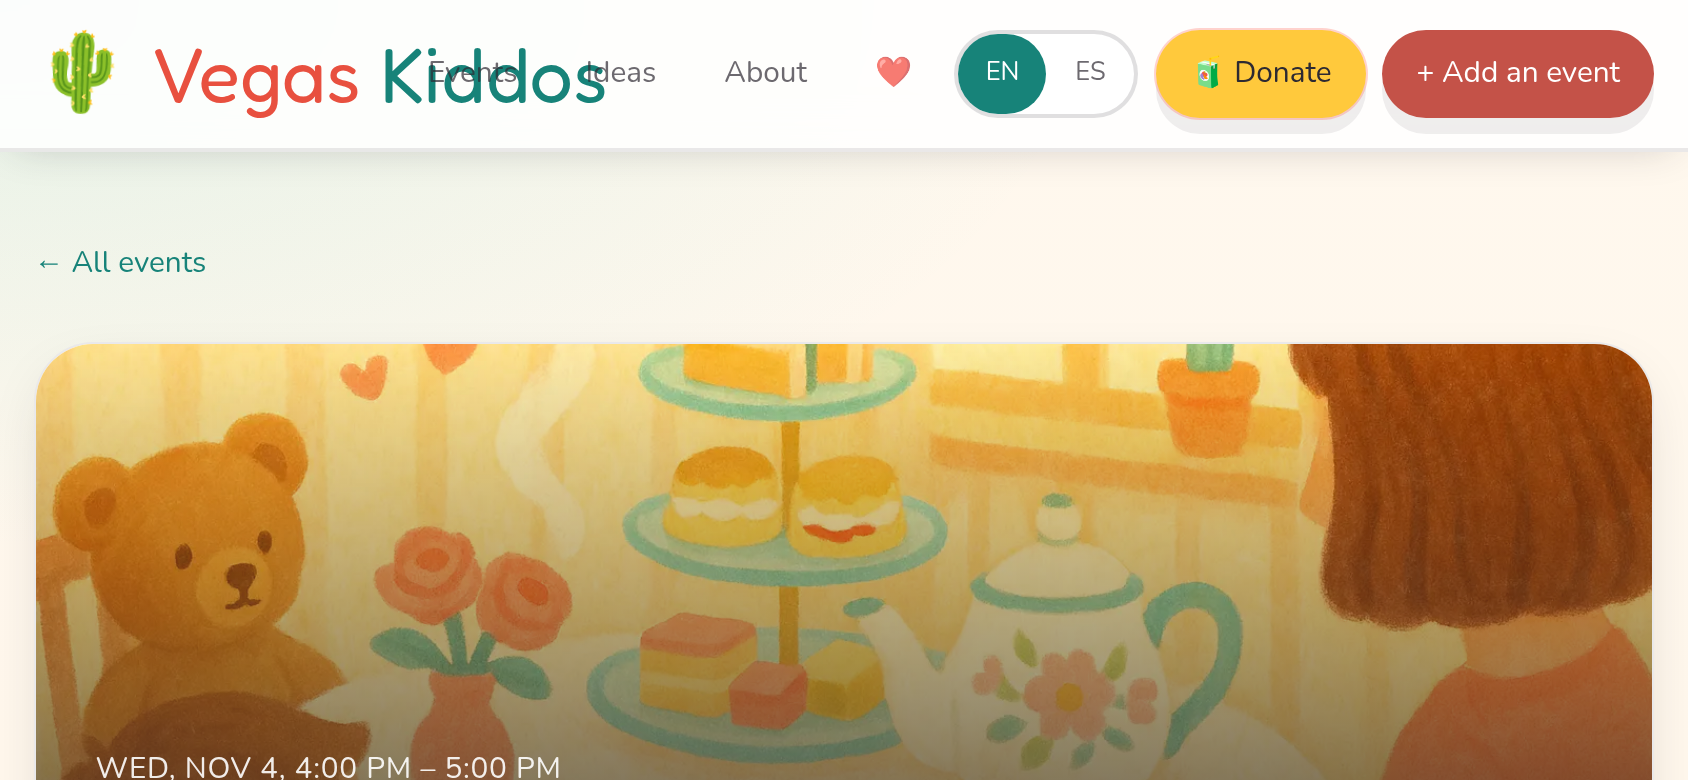 Vegas Kiddos
Events
Ideas
About
EN
ES
Donate
+ Add an event
← All events
WED, NOV 4, 4:00 PM – 5:00 PM